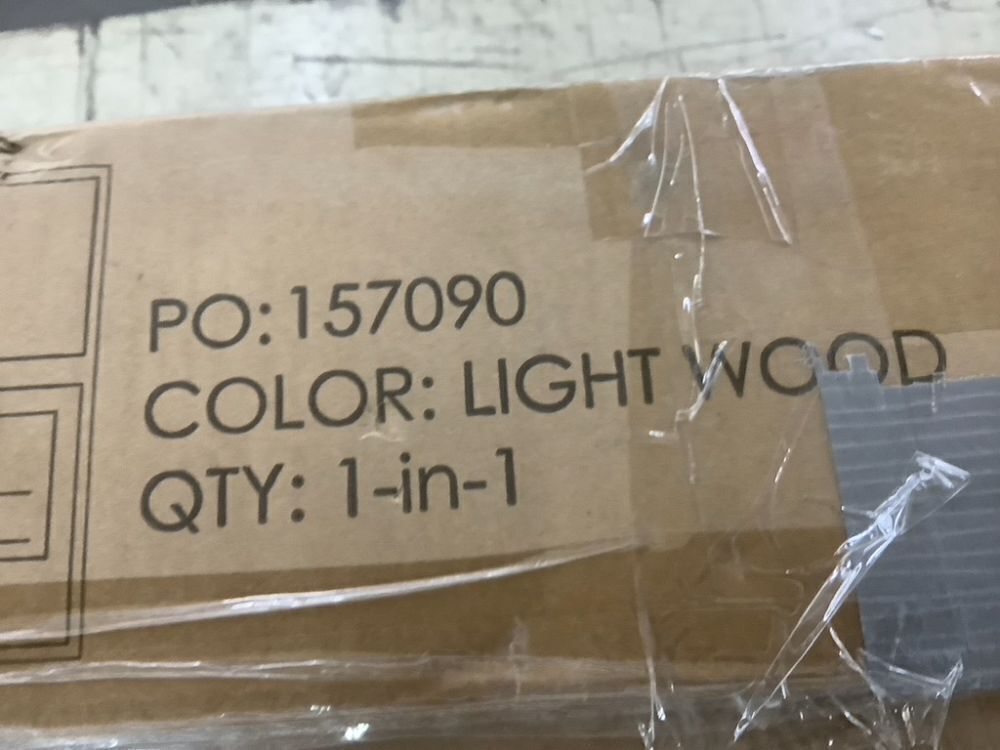 PO: 157090
COLOR: LIGHT WOOD
QTY: 1-in-1